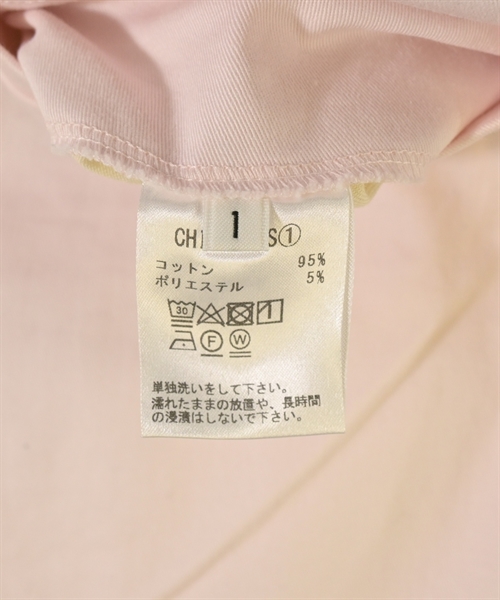 1
CH S①
コットン 95%
ポリエステル 5%
30
F W
単独洗いをして下さい。
濡れたままの放置や、長時間
の浸漬はしないで下さい。